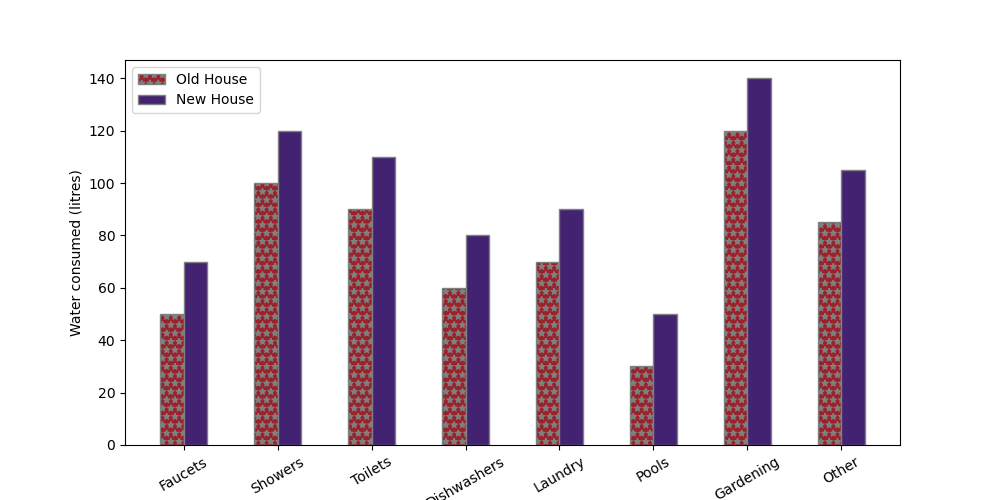 Old House
New House
Water consumed (litres)
140
120
100
80
60
40
20
0
Faucets
Showers
Toilets
Dishwashers
Laundry
Pools
Gardening
Other